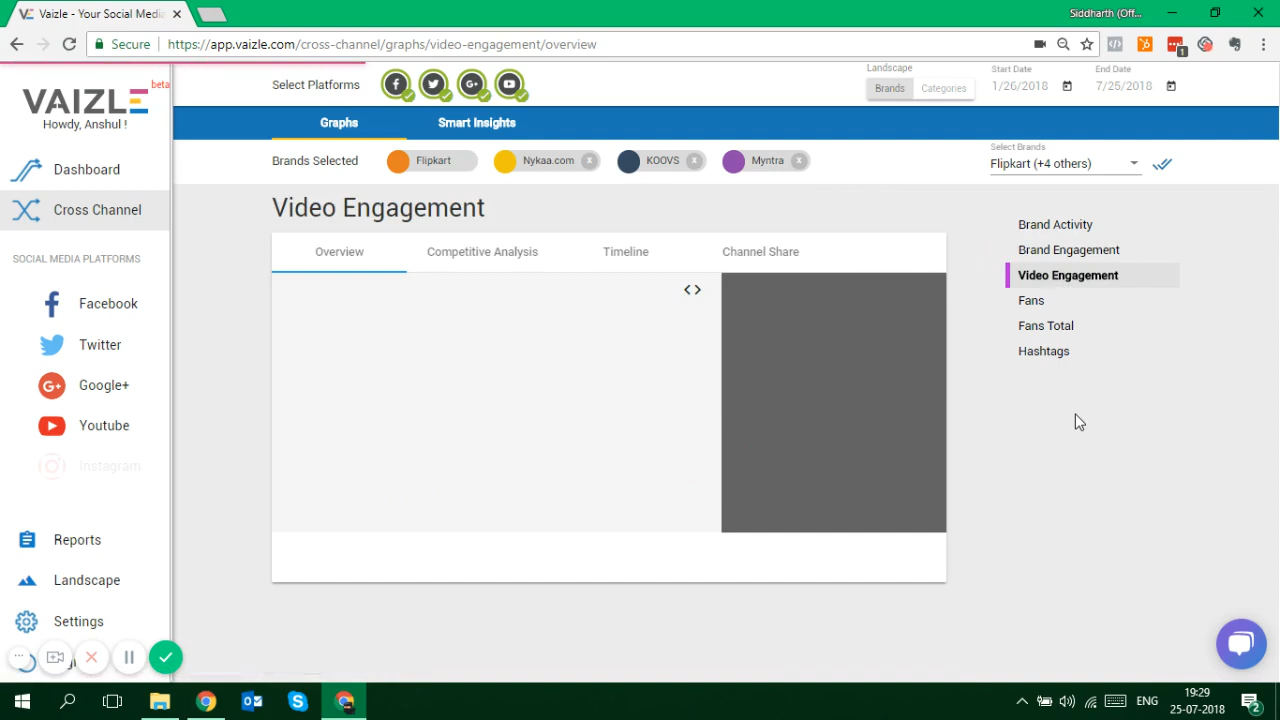 Vaizle - Your Social Media
Siddharth (Off...
Secure
https://app.vaizle.com/cross-channel/graphs/video-engagement/overview
1
VAIZLE
beta
Howdy, Anshul !
Dashboard
Cross Channel
SOCIAL MEDIA PLATFORMS
Facebook
Twitter
Google+
Youtube
Instagram
Reports
Landscape
Settings
Select Platforms
Landscape
Brands
Categories
Start Date
1/26/2018
End Date
7/25/2018
Graphs
Smart Insights
Brands Selected
Flipkart
Nykaa.com x
KOOVS x
Myntra x
Select Brands
Flipkart (+4 others)
Video Engagement
Overview
Competitive Analysis
Timeline
Channel Share
< >
Brand Activity
Brand Engagement
Video Engagement
Fans
Fans Total
Hashtags
ENG
19:29
25-07-2018
2